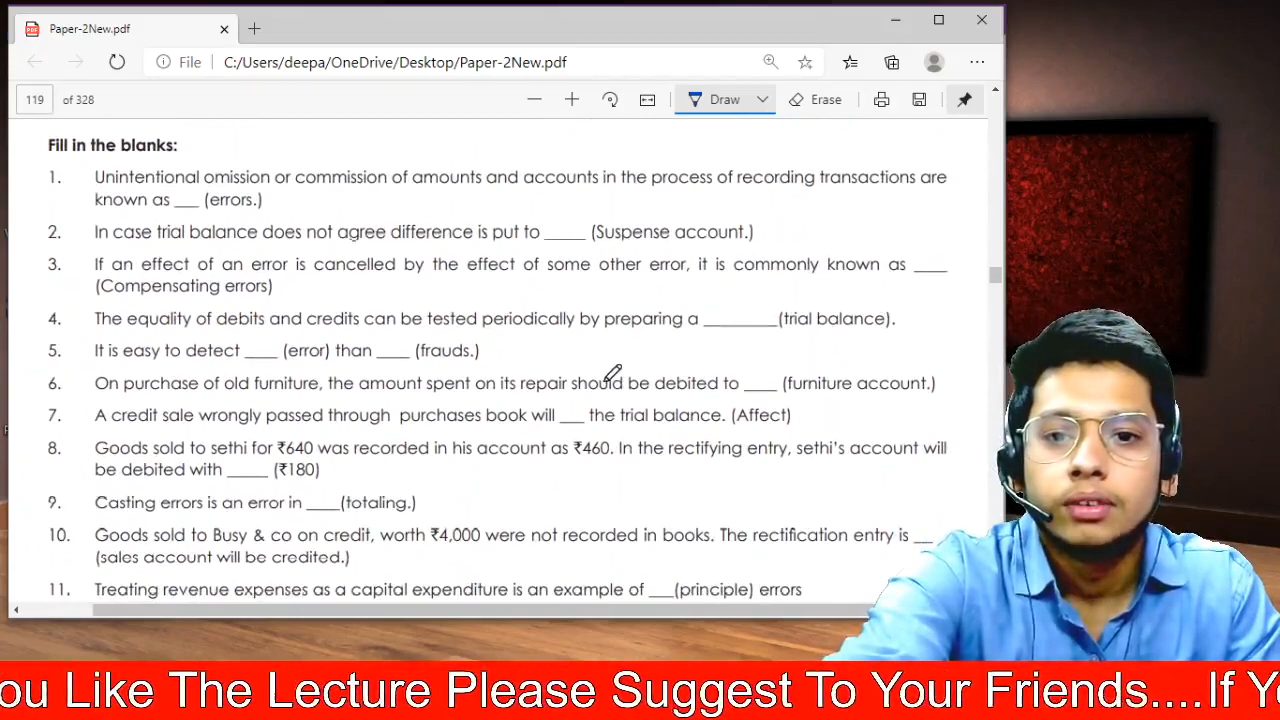 Paper-2New.pdf
File C:/Users/deepa/OneDrive/Desktop/Paper-2New.pdf
119 of 328 Draw Erase
Fill in the blanks:
1. Unintentional omission or commission of amounts and accounts in the process of recording transactions are
known as ___ (errors.)
2. In case trial balance does not agree difference is put to _____ (Suspense account.)
3. If an effect of an error is cancelled by the effect of some other error, it is commonly known as ____
(Compensating errors)
4. The equality of debits and credits can be tested periodically by preparing a _________(trial balance).
5. It is easy to detect ____ (error) than ____ (frauds.)
6. On purchase of old furniture, the amount spent on its repair should be debited to ____ (furniture account.)
7. A credit sale wrongly passed through purchases book will ___ the trial balance. (Affect)
8. Goods sold to sethi for ₹640 was recorded in his account as ₹460. In the rectifying entry, sethi's account will
be debited with _____ (₹180)
9. Casting errors is an error in ____(totaling.)
10. Goods sold to Busy & co on credit, worth ₹4,000 were not recorded in books. The rectification entry is __
(sales account will be credited.)
11. Treating revenue expenses as a capital expenditure is an example of ___(principle) errors
ou Like The Lecture Please Suggest To Your Friends....If Yo